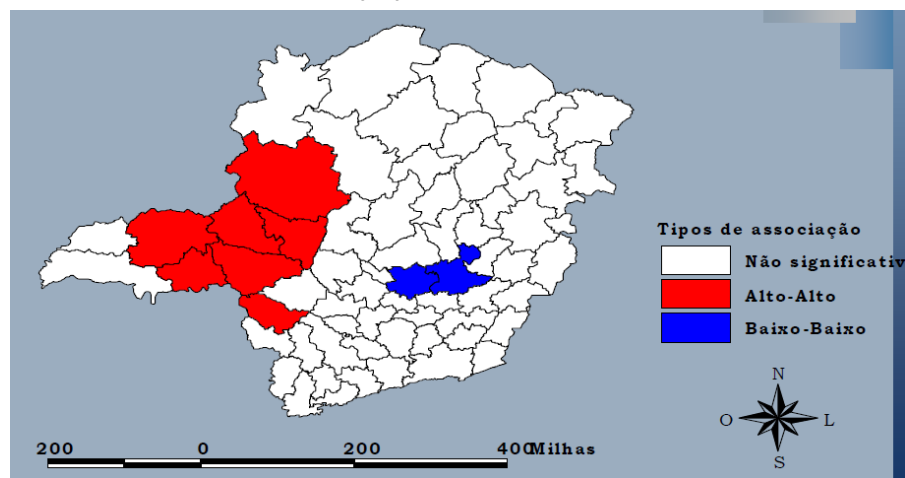 Tipos de associação
Não significativ
Alto-Alto
Baixo-Baixo
N
O
L
S
200
0
200
400
Milhas